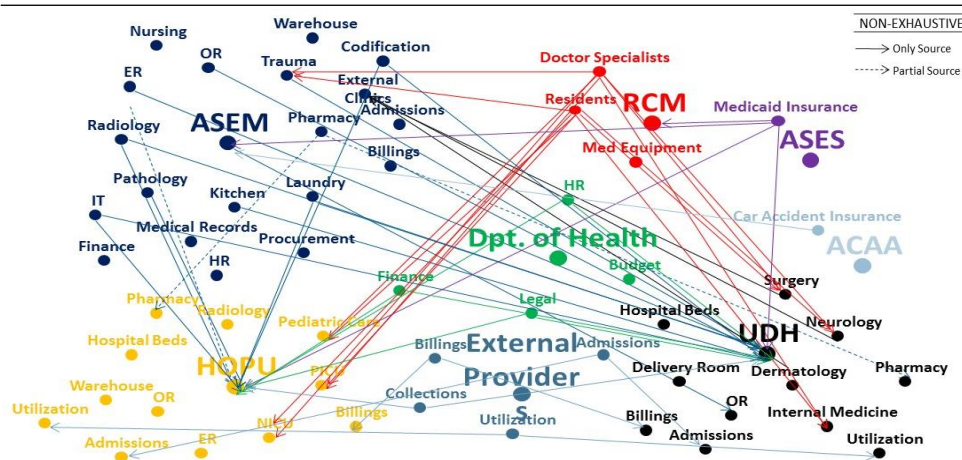 NON-EXHAUSTIVE
Only Source
Partial Source
Warehouse
Nursing
OR
Codification
Trauma
ER
External
Clinics
Admissions
Pharmacy
Radiology
ASEM
Billings
Pathology
Kitchen
Laundry
IT
Medical Records
Procurement
Finance
HR
Doctor Specialists
Residents
RCM
Med Equipment
Medicaid Insurance
ASES
Car Accident Insurance
ACAA
HR
Dpt. of Health
Budget
Finance
Legal
Pharmacy
Radiology
Pediatric Care
Hospital Beds
HOPU
PICU
Warehouse
OR
Utilization
Billings
NICU
Admissions
ER
Billings
External
Providers
Admissions
Collections
Utilization
Surgery
Hospital Beds
Neurology
UDH
Delivery Room
Dermatology
Pharmacy
OR
Billings
Internal Medicine
Admissions
Utilization